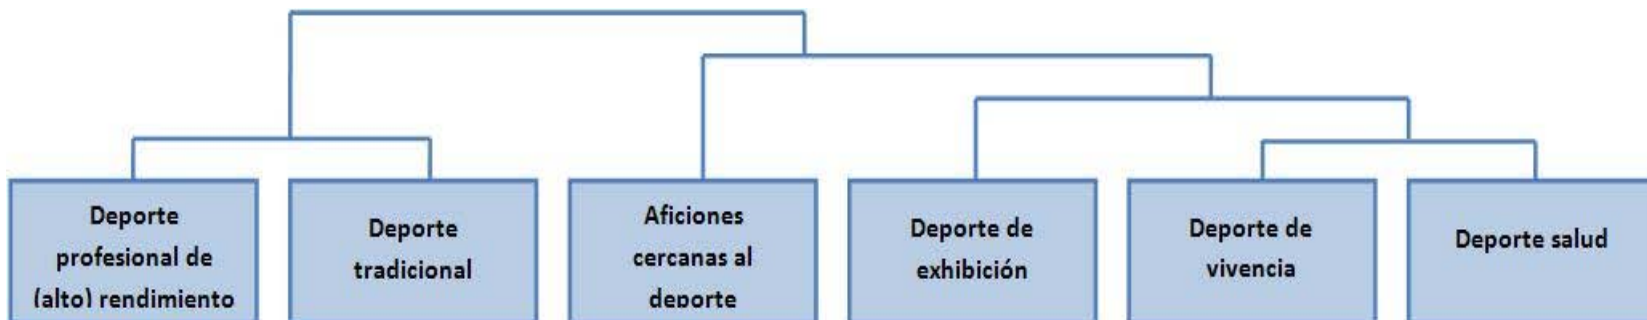 Deporte
profesional de
(alto) rendimiento
Deporte
tradicional
Aficiones
cercanas al
deporte
Deporte de
exhibición
Deporte de
vivencia
Deporte salud